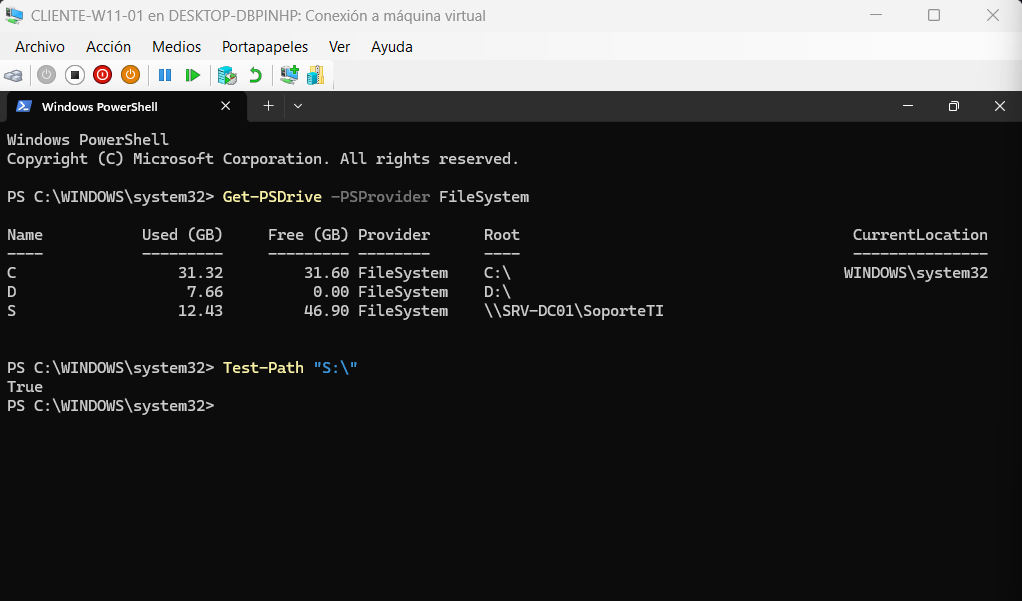 CLIENTE-W11-01 en DESKTOP-DBPINHP: Conexión a máquina virtual
Archivo Acción Medios Portapapeles Ver Ayuda
Windows PowerShell
Windows PowerShell
Copyright (C) Microsoft Corporation. All rights reserved.
PS C:\WINDOWS\system32> Get-PSDrive -PSProvider FileSystem
Name Used (GB) Free (GB) Provider Root CurrentLocation
---- --------- --------- -------- ---- ---------------
C 31.32 31.60 FileSystem C:\ WINDOWS\system32
D 7.66 0.00 FileSystem D:\
S 12.43 46.90 FileSystem \\SRV-DC01\SoporteTI
PS C:\WINDOWS\system32> Test-Path "S:\"
True
PS C:\WINDOWS\system32>